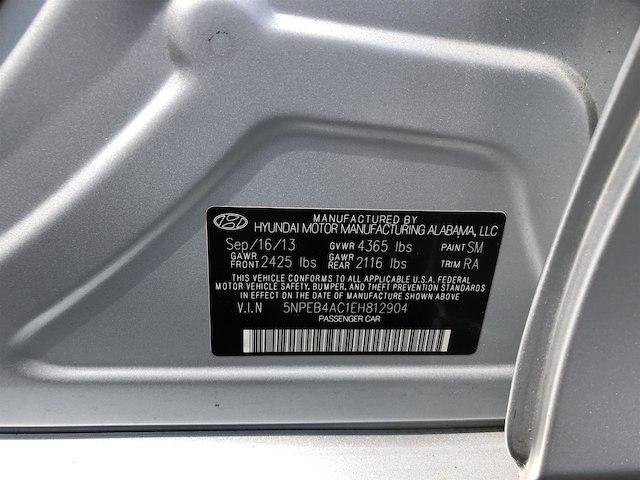 MANUFACTURED BY
HYUNDAI MOTOR MANUFACTURING ALABAMA, LLC
Sep/16/13 GVWR 4365 lbs PAINT SM
GAWR FRONT 2425 lbs GAWR REAR 2116 lbs TRIM RA
THIS VEHICLE CONFORMS TO ALL APPLICABLE U.S.A. FEDERAL
MOTOR VEHICLE SAFETY, BUMPER, AND THEFT PREVENTION STANDARDS
IN EFFECT ON THE DATE OF MANUFACTURE SHOWN ABOVE
V.I.N 5NPEB4AC1EH812904
PASSENGER CAR